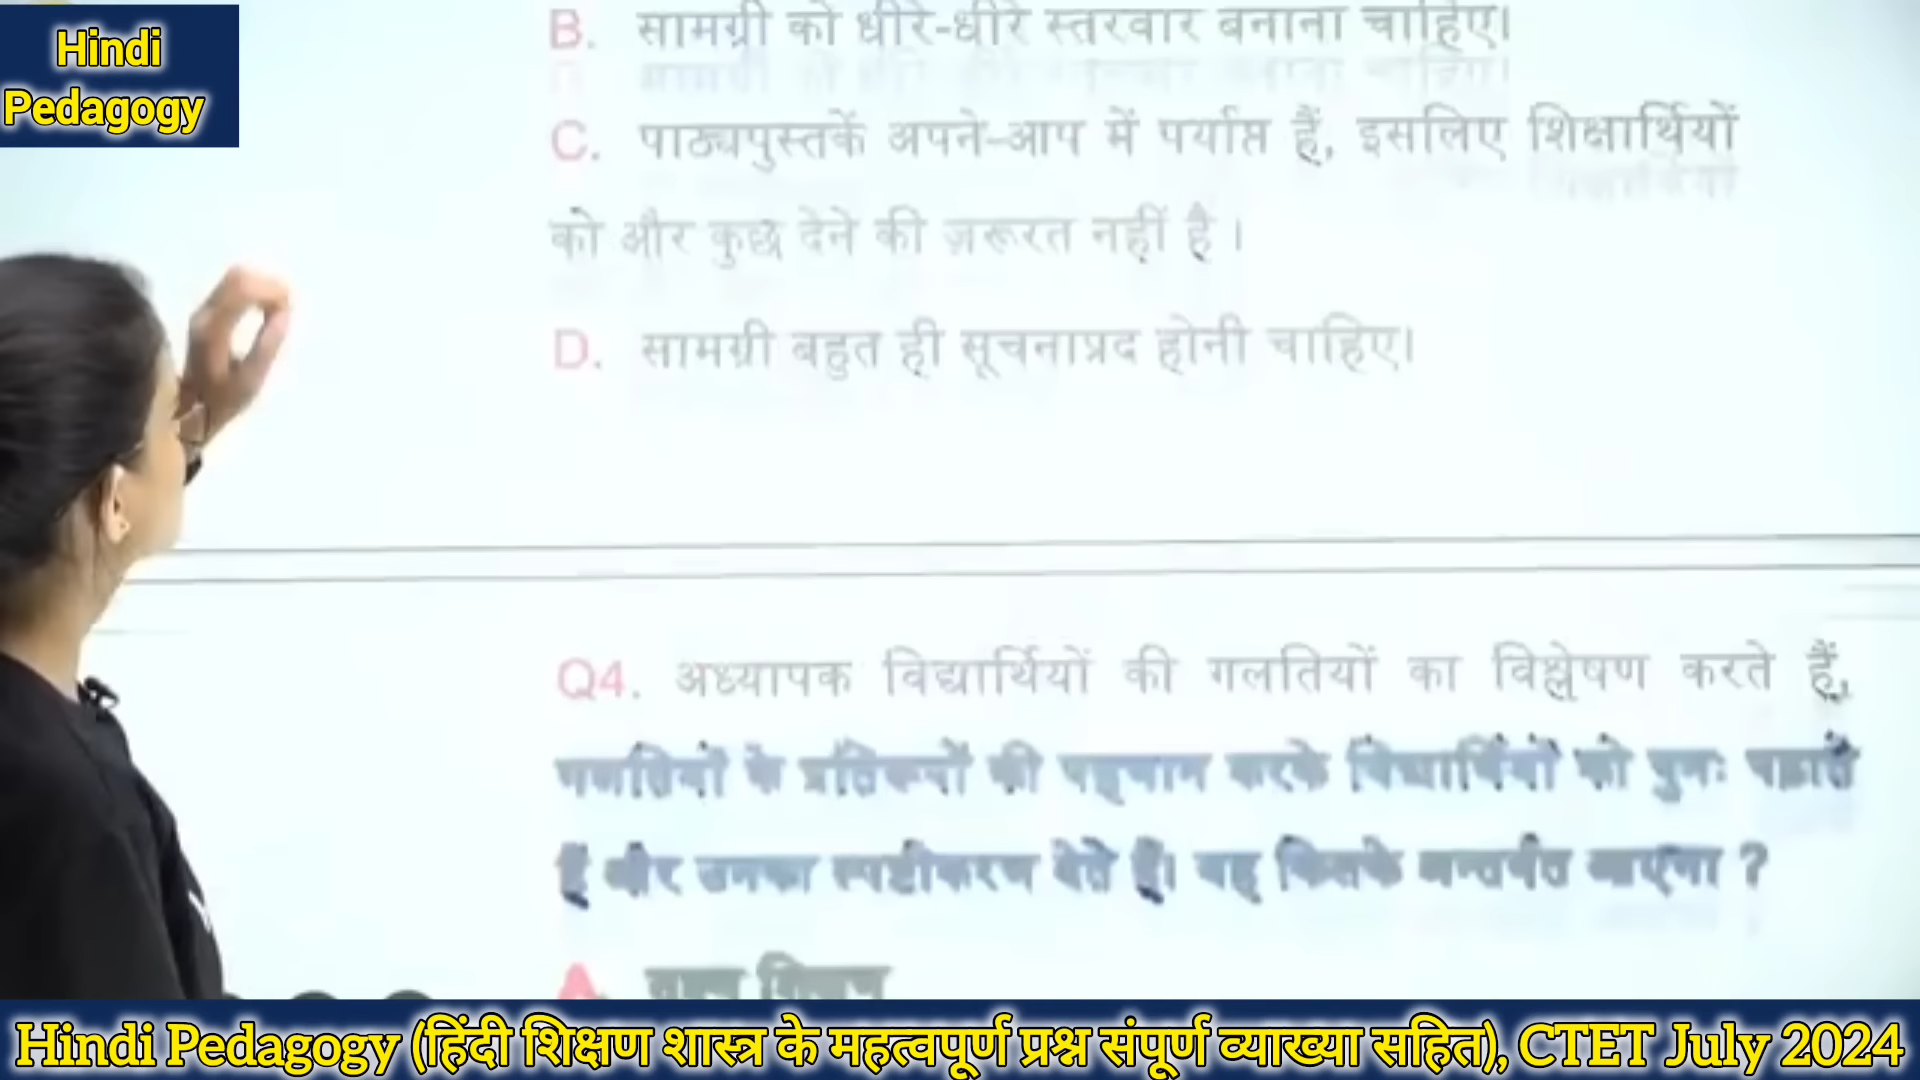 Hindi
Pedagogy
B. सामग्री को धीरे-धीरे स्तरवार बनाना चाहिए।
C. पाठ्यपुस्तकें अपने-आप में पर्याप्त हैं, इसलिए शिक्षार्थियों
को और कुछ देने की ज़रूरत नहीं है ।
D. सामग्री बहुत ही सूचनाप्रद होनी चाहिए।
Q4. अध्यापक विद्यार्थियों की गलतियों का विश्लेषण करते हैं,
गलतियों के प्रतिरूपों की पहचान करके विद्यार्थियों को पुनः पढ़ाते
हैं और उनका स्पष्टीकरण देते हैं। यह किसके अन्तर्गत आएगा ?
A.
Hindi Pedagogy (हिंदी शिक्षण शास्त्र के महत्वपूर्ण प्रश्न संपूर्ण व्याख्या सहित), CTET July 2024